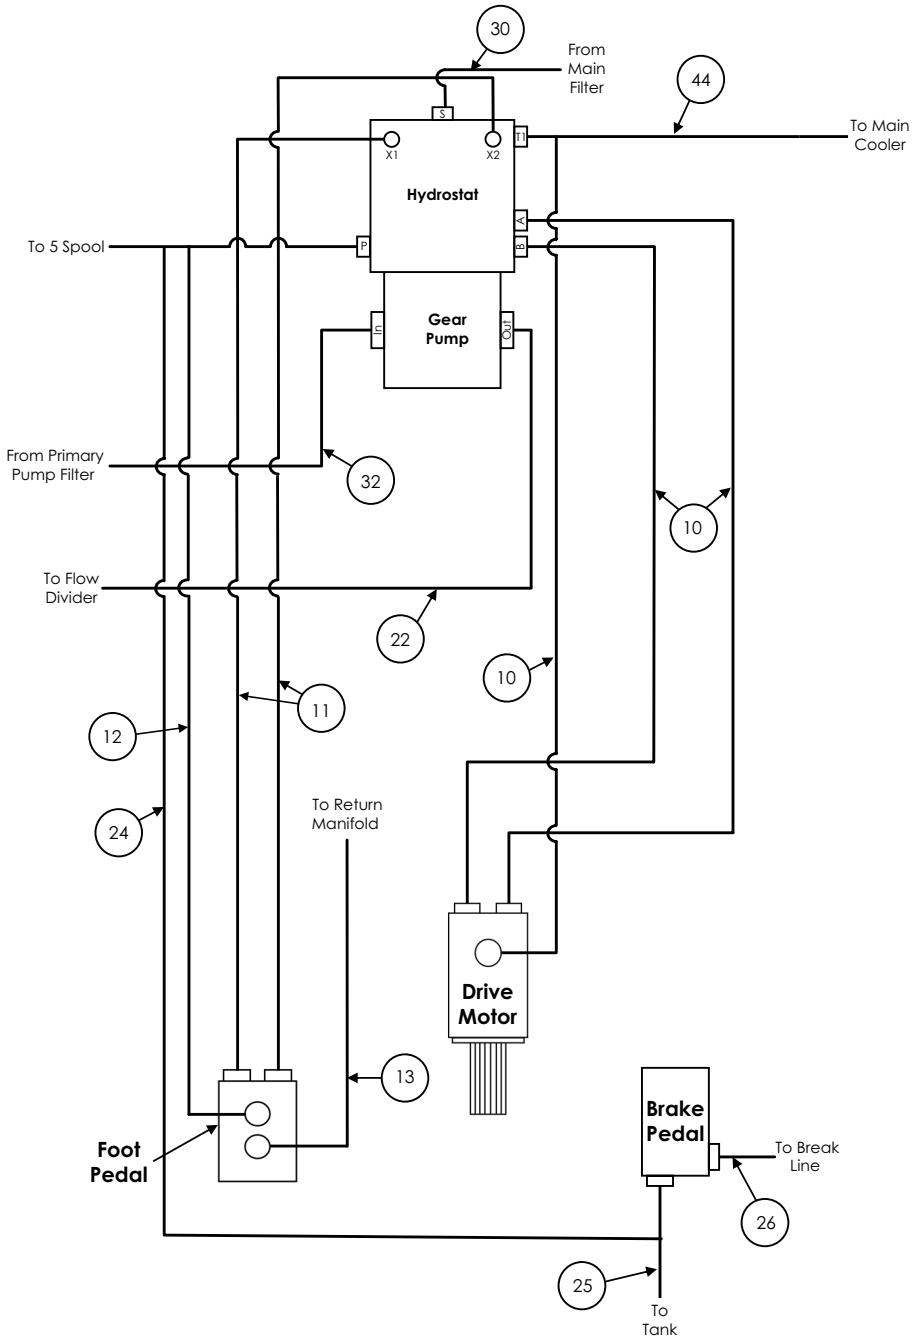 30
From
Main
Filter
44
To Main
Cooler
S
T1
X1
X2
Hydrostat
A
B
P
To 5 Spool
In
Gear
Pump
Out
From Primary
Pump Filter
32
10
To Flow
Divider
22
10
11
12
24
To Return
Manifold
Drive
Motor
13
Foot
Pedal
Brake
Pedal
To Break
Line
26
25
To
Tank